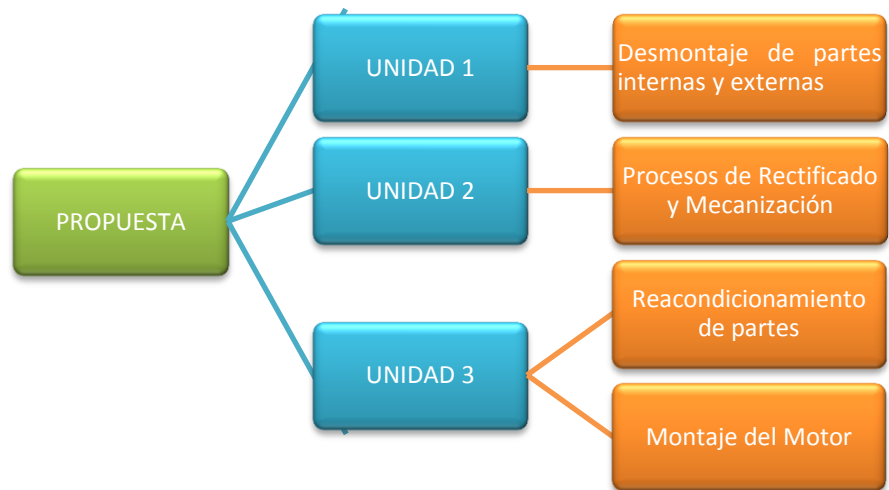 PROPUESTA
UNIDAD 1
Desmontaje de partes
internas y externas
UNIDAD 2
Procesos de Rectificado
y Mecanización
UNIDAD 3
Reacondicionamiento
de partes
Montaje del Motor